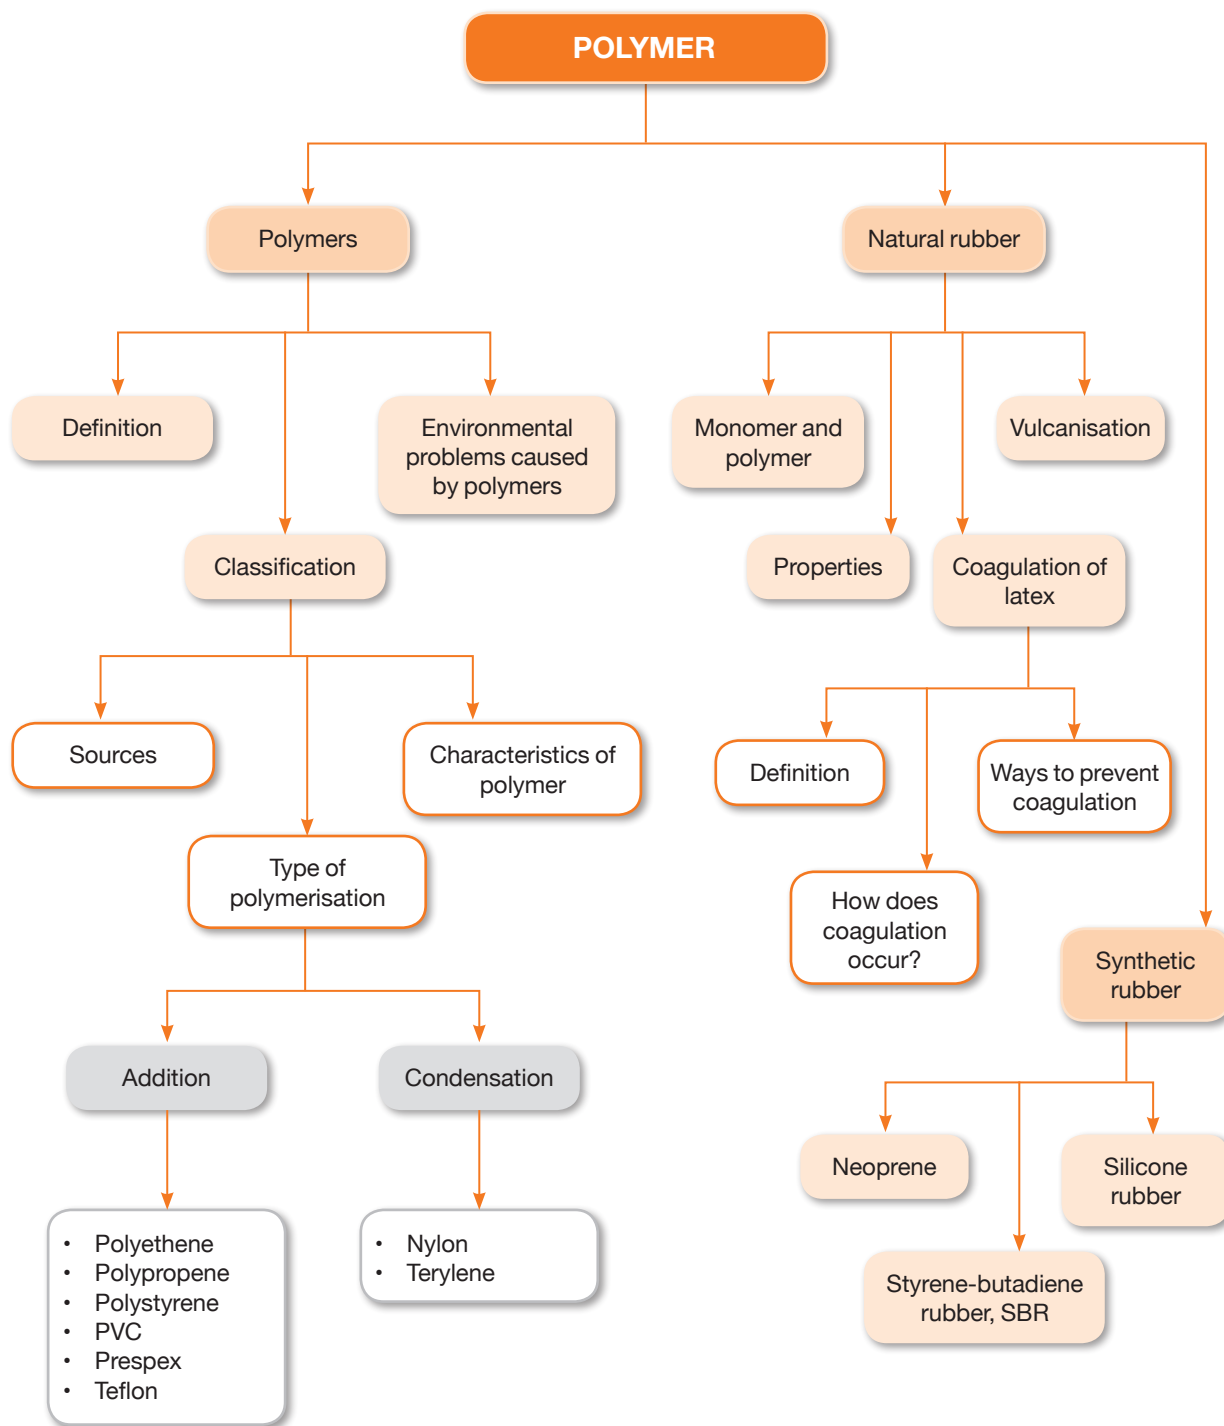 POLYMER
Polymers
Natural rubber
Definition
Environmental
problems caused
by polymers
Monomer and
polymer
Vulcanisation
Classification
Properties
Coagulation of
latex
Sources
Characteristics of
polymer
Definition
Ways to prevent
coagulation
Type of
polymerisation
How does
coagulation
occur?
Synthetic
rubber
Addition
Condensation
Neoprene
Silicone
rubber
• Polyethene
• Polypropene
• Polystyrene
• PVC
• Prespex
• Teflon
• Nylon
• Terylene
Styrene-butadiene
rubber, SBR